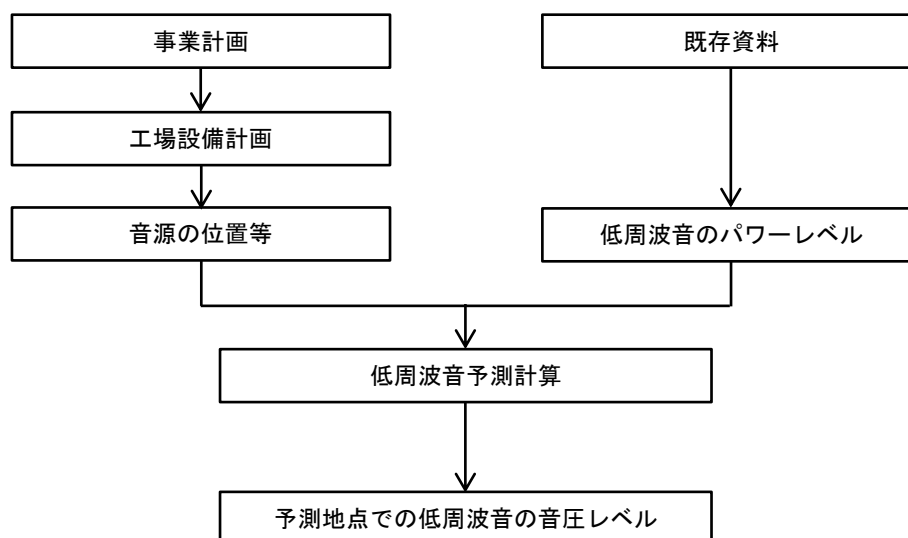 事業計画
既存資料
工場設備計画
音源の位置等
低周波音のパワーレベル
低周波音予測計算
予測地点での低周波音の音圧レベル